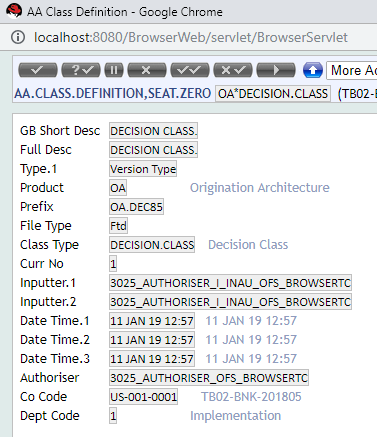 AA Class Definition - Google Chrome
localhost:8080/BrowserWeb/servlet/BrowserServlet
More Ac
AA.CLASS.DEFINITION,SEAT.ZERO OA*DECISION.CLASS (TB02-
GB Short Desc DECISION CLASS.
Full Desc DECISION CLASS.
Type.1 Version Type
Product OA Origination Architecture
Prefix OA.DEC85
File Type Ftd
Class Type DECISION.CLASS Decision Class
Curr No 1
Inputter.1 3025_AUTHORISER_I_INAU_OFS_BROWSERTC
Inputter.2 3025_AUTHORISER_I_INAU_OFS_BROWSERTC
Date Time.1 11 JAN 19 12:57 11 JAN 19 12:57
Date Time.2 11 JAN 19 12:57 11 JAN 19 12:57
Date Time.3 11 JAN 19 12:57 11 JAN 19 12:57
Authoriser 3025_AUTHORISER_OFS_BROWSERTC
Co Code US-001-0001 TB02-BNK-201805
Dept Code 1 Implementation